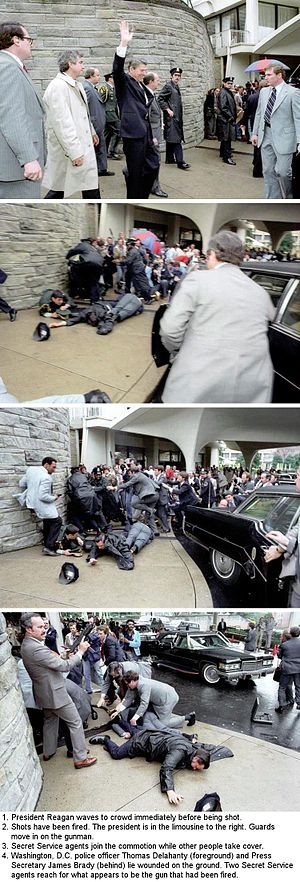 1. President Reagan waves to crowd immediately before being shot.
2. Shots have been fired. The president is in the limousine to the right. Guards
move in on the gunman.
3. Secret Service agents join the commotion while other people take cover.
4. Washington, D.C. police officer Thomas Delahanty (foreground) and Press
Secretary James Brady (behind) lie wounded on the ground. Two Secret Service
agents reach for what appears to be the gun that had been fired.